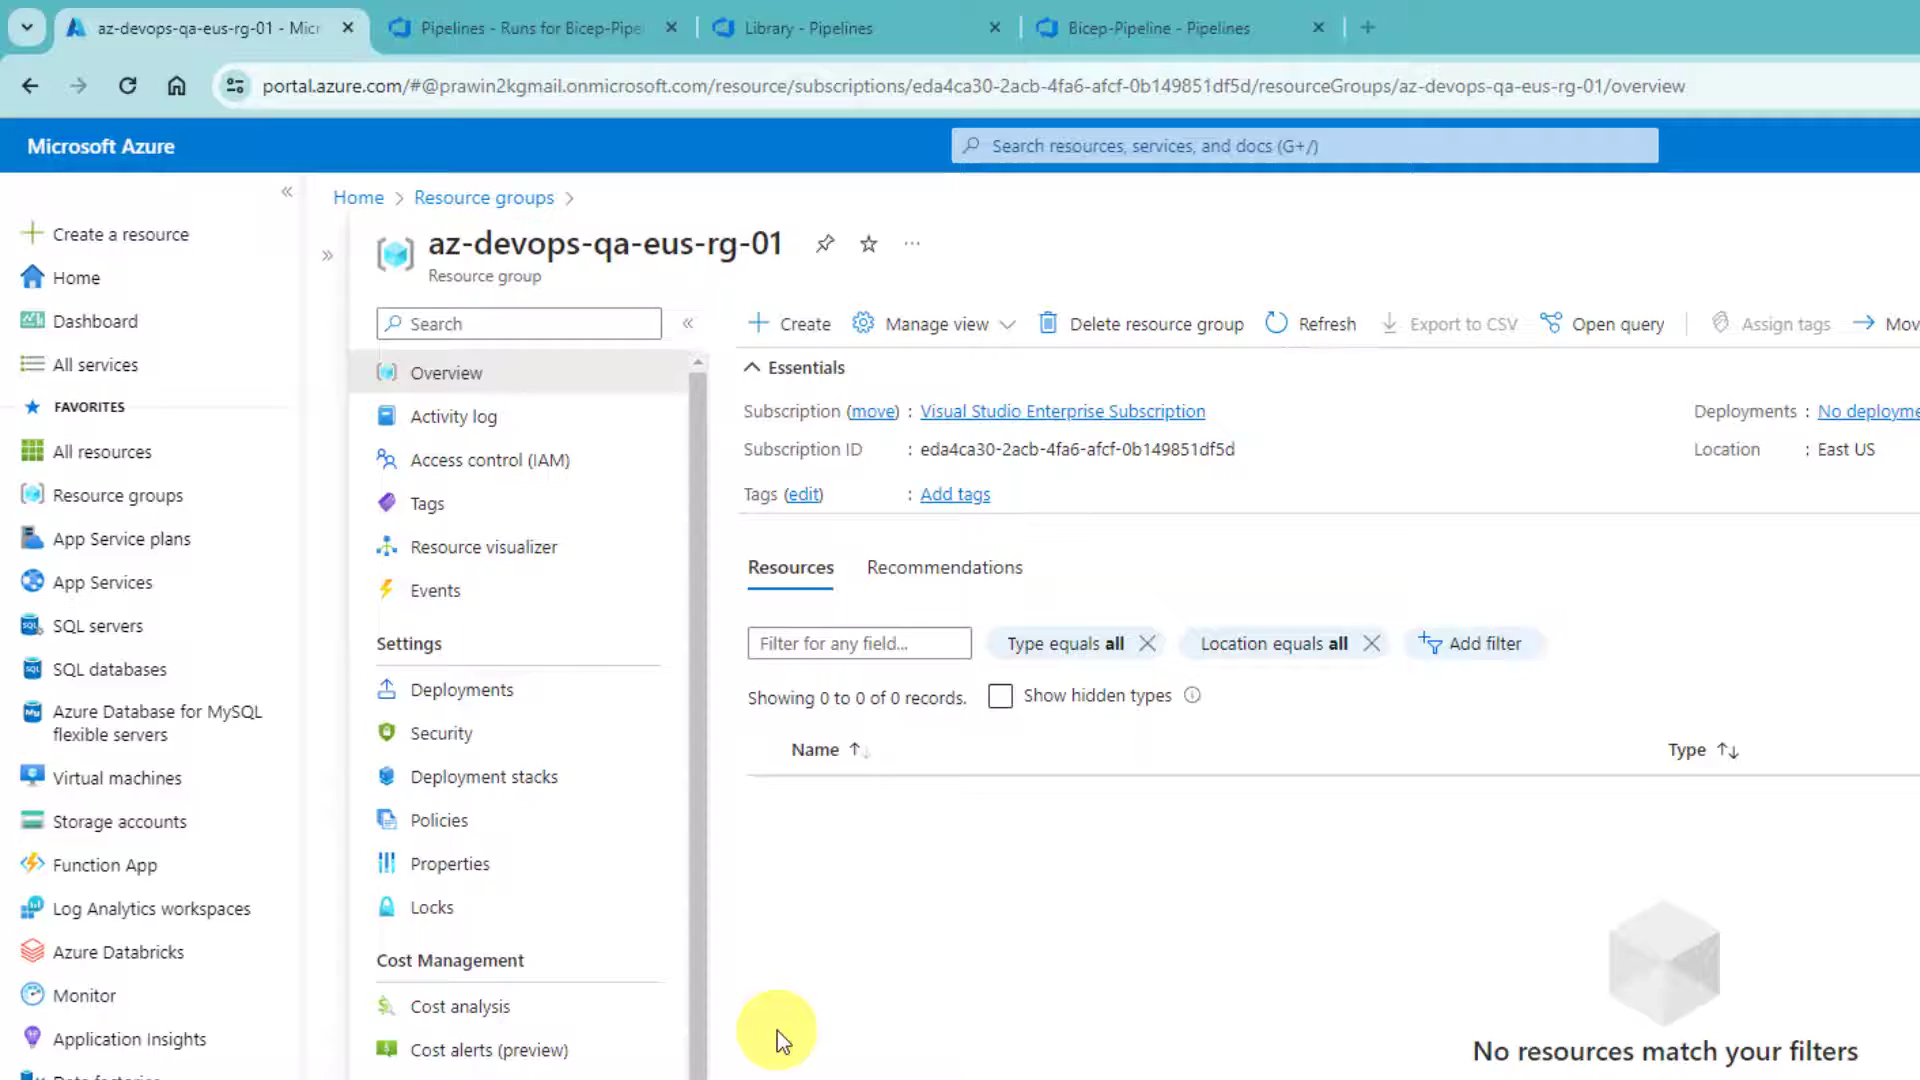 az-devops-qa-eus-rg-01 - Micr
Pipelines - Runs for Bicep-Pipe
Library - Pipelines
Bicep-Pipeline - Pipelines
portal.azure.com/#@prawin2kgmail.onmicrosoft.com/resource/subscriptions/eda4ca30-2acb-4fa6-afcf-0b149851df5d/resourceGroups/az-devops-qa-eus-rg-01/overview
Microsoft Azure
Search resources, services, and docs (G+/)
Create a resource
Home
Dashboard
All services
FAVORITES
All resources
Resource groups
App Service plans
App Services
SQL servers
SQL databases
Azure Database for MySQL
flexible servers
Virtual machines
Storage accounts
Function App
Log Analytics workspaces
Azure Databricks
Monitor
Application Insights
Data factories
Home > Resource groups >
az-devops-qa-eus-rg-01
Resource group
Search
Overview
Activity log
Access control (IAM)
Tags
Resource visualizer
Events
Settings
Deployments
Security
Deployment stacks
Policies
Properties
Locks
Cost Management
Cost analysis
Cost alerts (preview)
Create
Manage view
Delete resource group
Refresh
Export to CSV
Open query
Assign tags
Mov
Essentials
Subscription (move) : Visual Studio Enterprise Subscription
Subscription ID : eda4ca30-2acb-4fa6-afcf-0b149851df5d
Tags (edit) : Add tags
Deployments : No deployme
Location : East US
Resources
Recommendations
Filter for any field...
Type equals all
Location equals all
Add filter
Showing 0 to 0 of 0 records.
Show hidden types
Name
Type
No resources match your filters